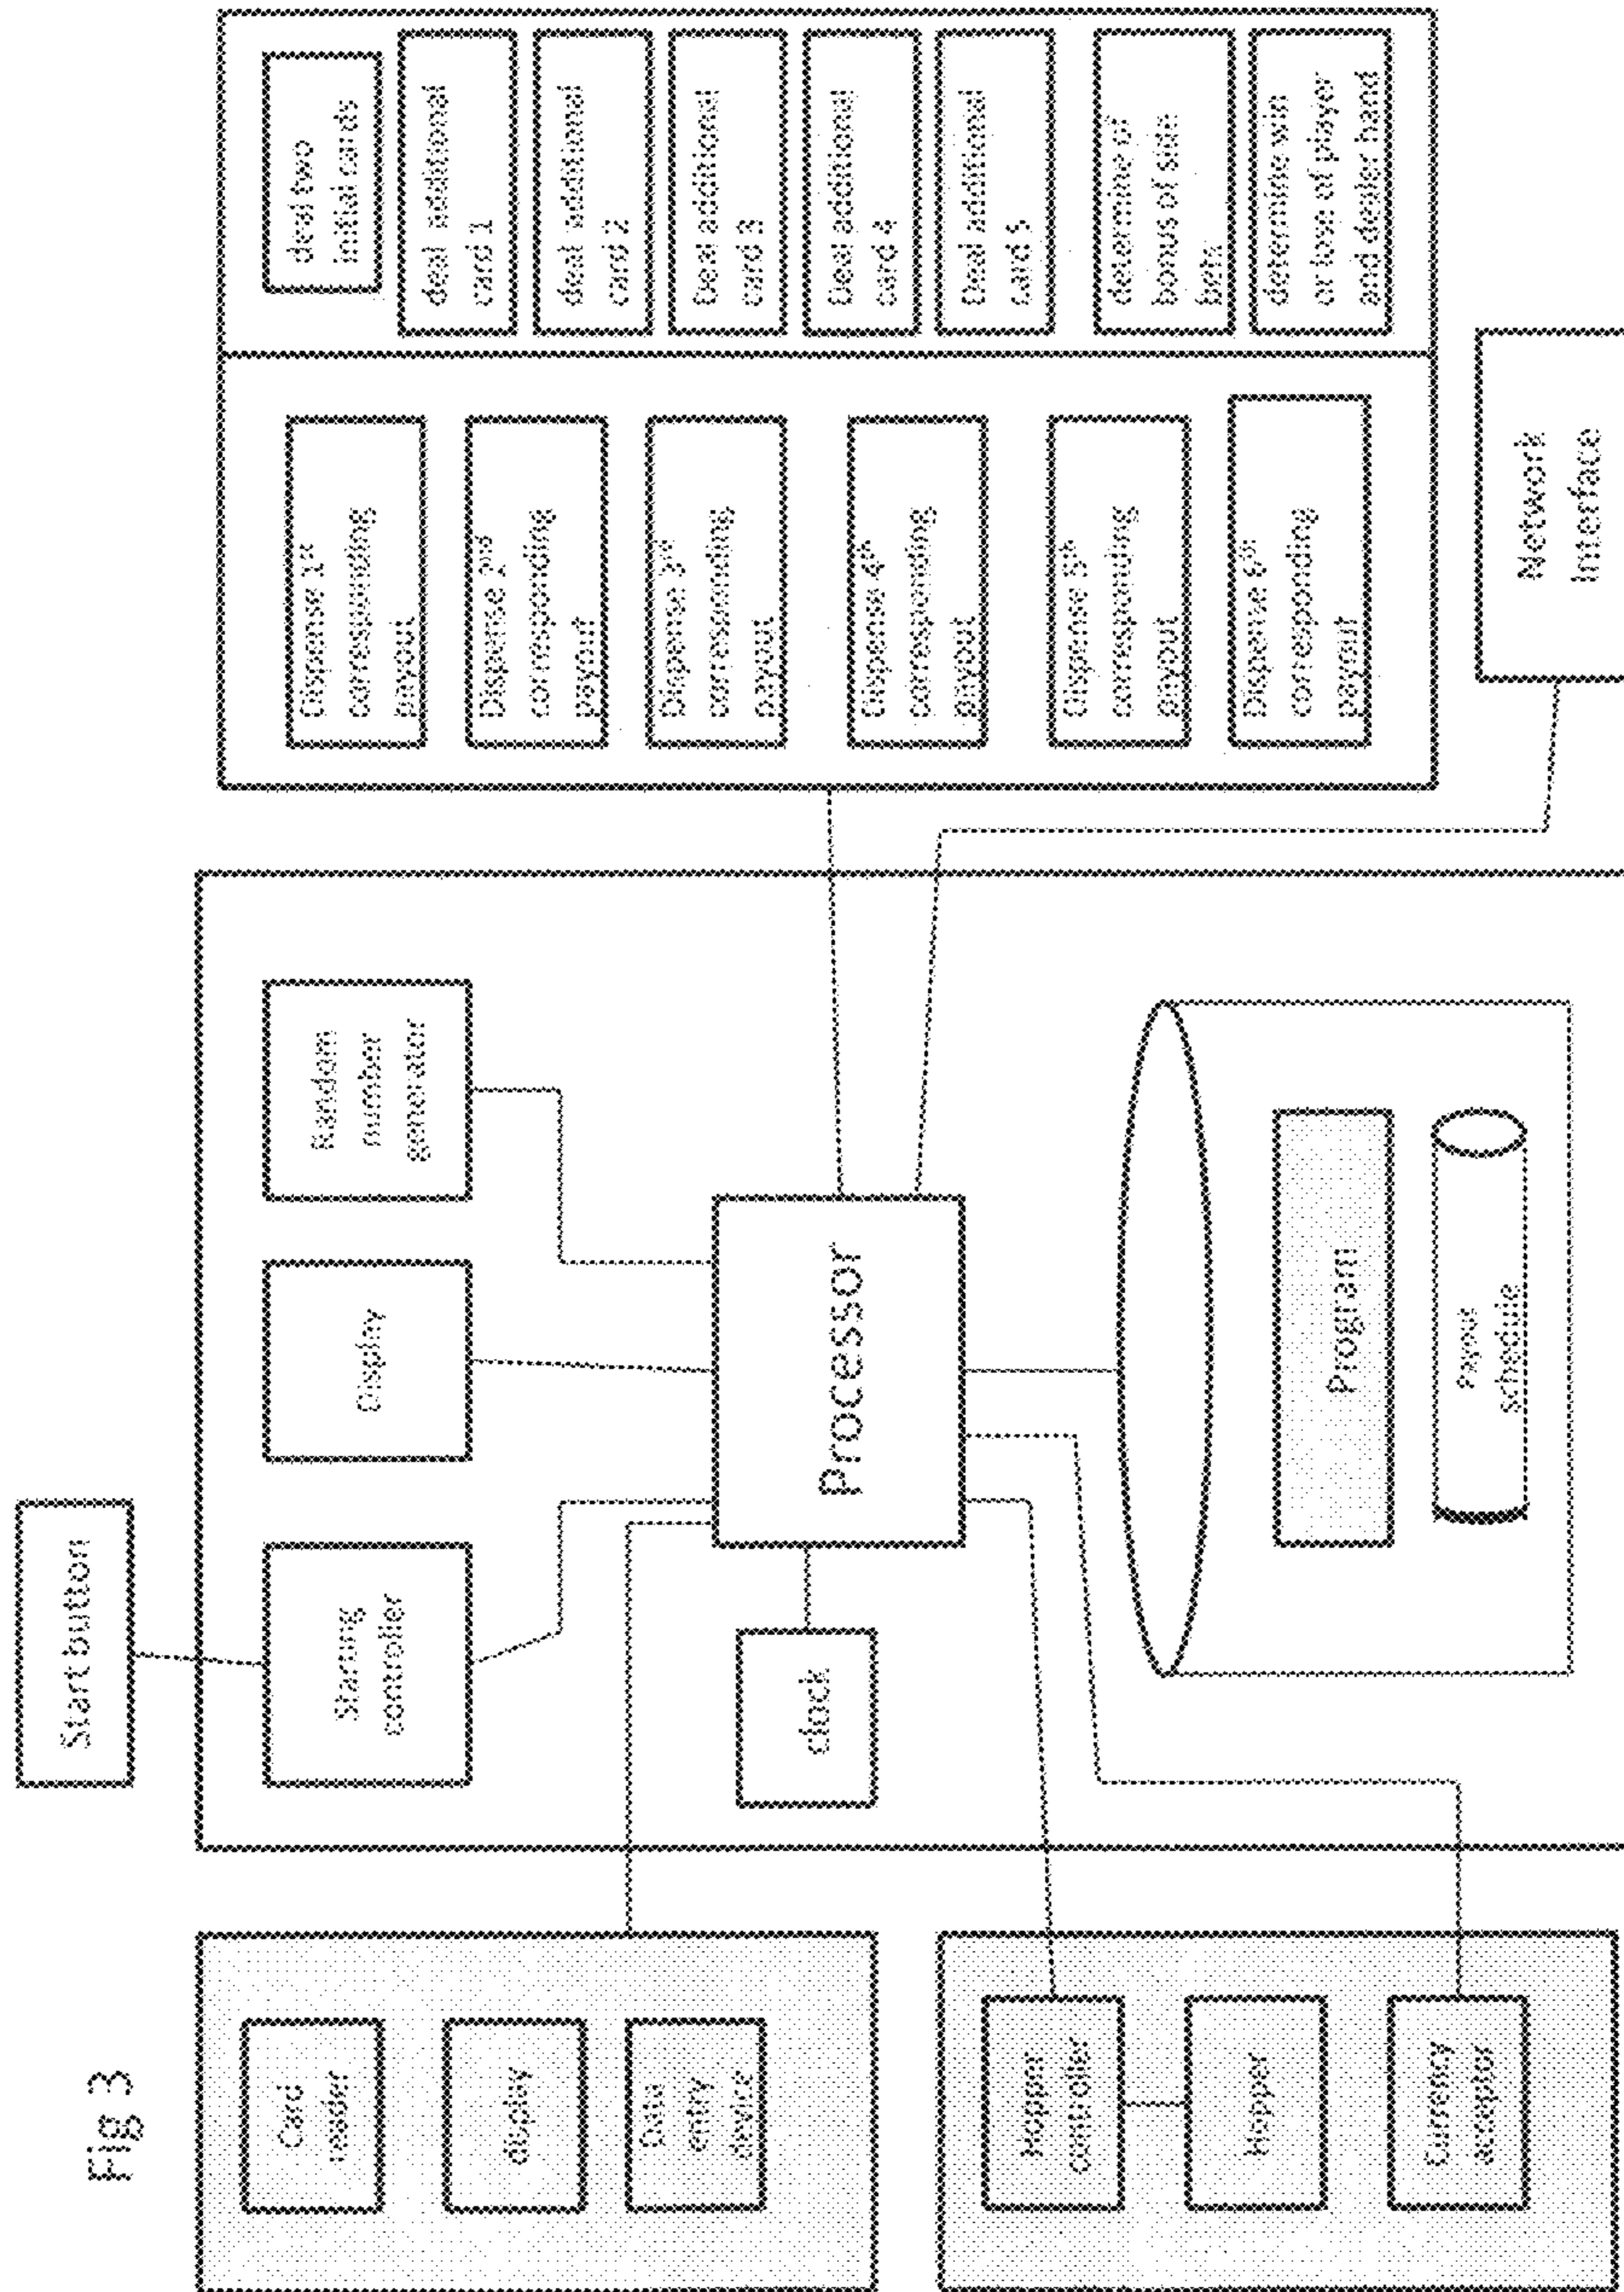 Fig 3
Start button
Card
reader
display
Data
entry
device
Hopper
controller
Hopper
Currency
acceptor
Starting
controller
Display
Random
number
generator
clock
Processor
Program
Payout
schedule
Dispense 1st
corresponding
payout
Dispense 2nd
corresponding
payout
Dispense 3rd
corresponding
payout
Dispense 4th
corresponding
payout
Dispense 5th
corresponding
payout
Dispense 6th
corresponding
payout
deal two
initial cards
deal additional
card 1
deal additional
card 2
Deal additional
card 3
Deal additional
card 4
Deal additional
card 5
determine of
bonus of side
bets
determine win
or loss of player
and dealer hand
Network
Interface